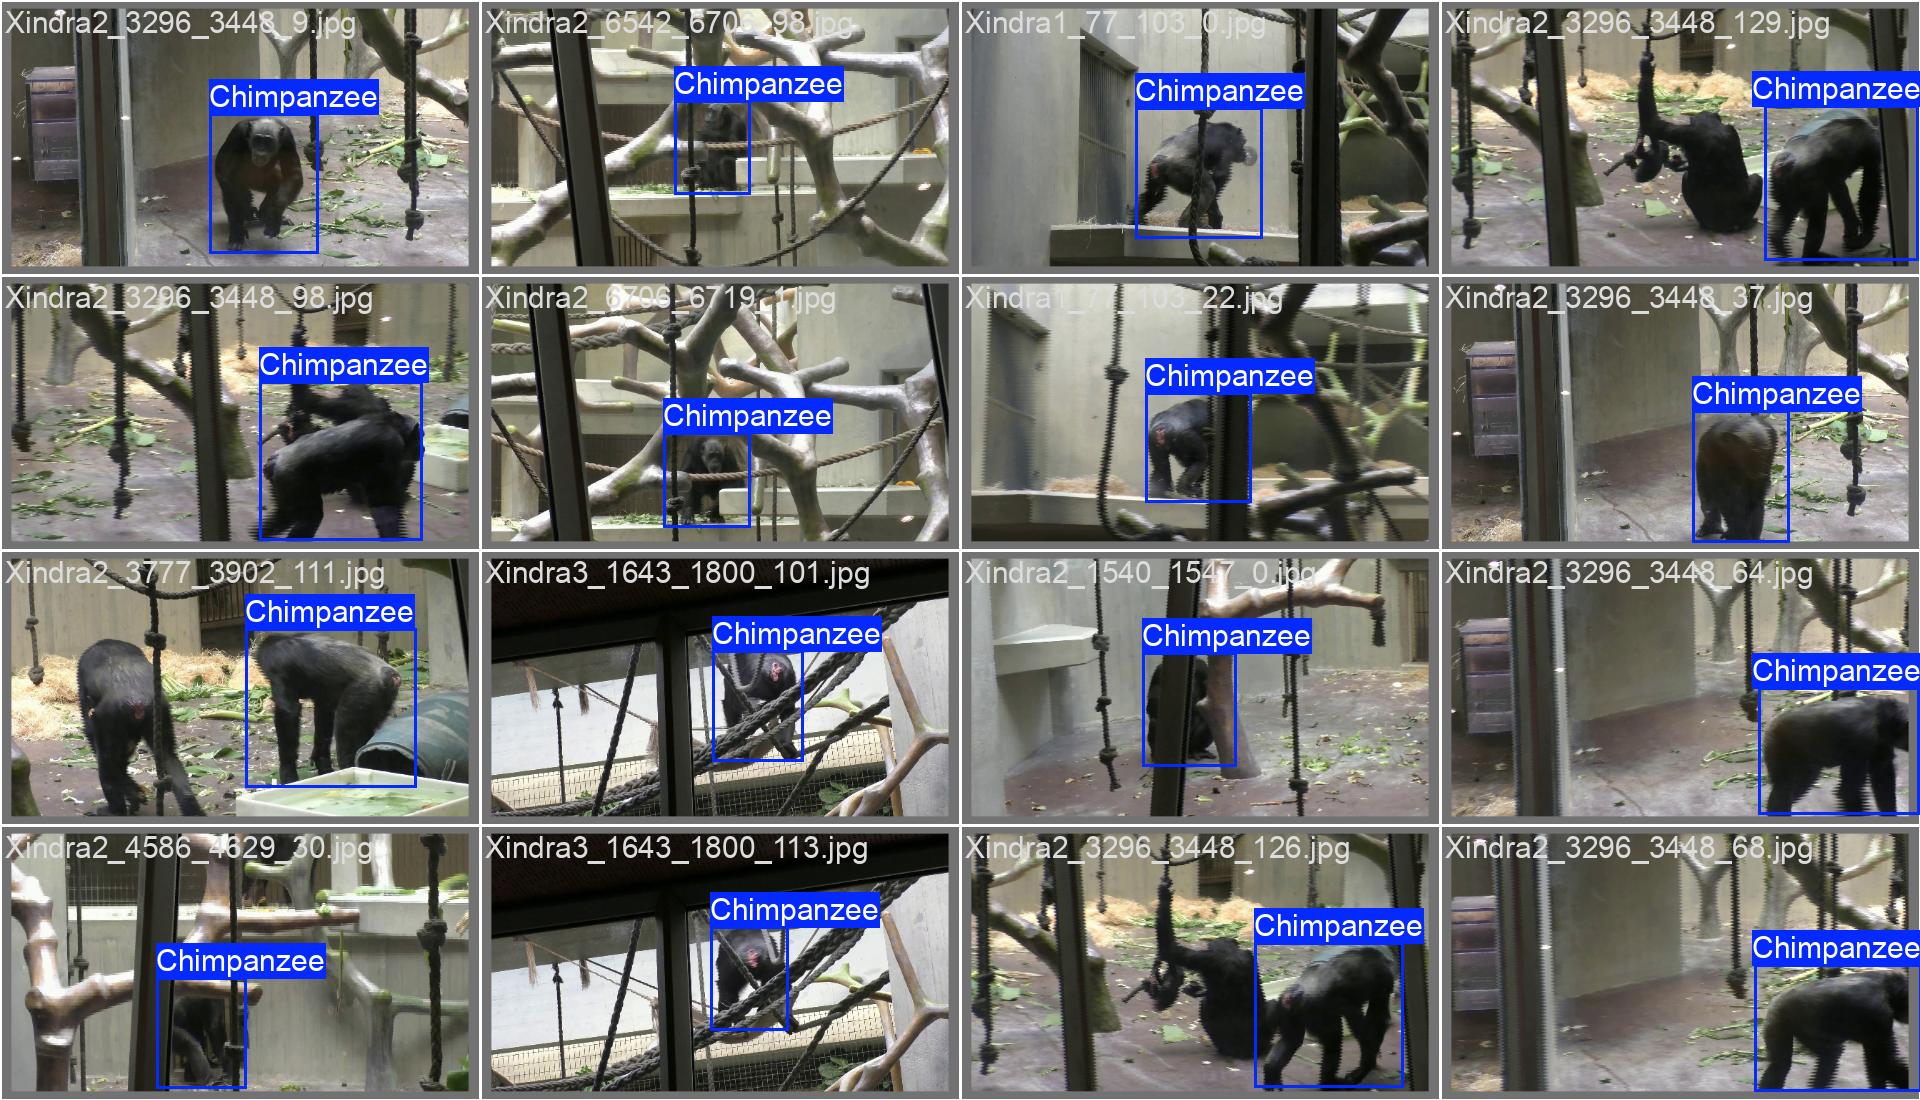 Xindra2_3296_3448_9.jpg
Chimpanzee
Xindra2_6542_6706_98.jpg
Chimpanzee
Xindra1_77_103_0.jpg
Chimpanzee
Xindra2_3296_3448_129.jpg
Chimpanzee
Xindra2_3296_3448_98.jpg
Chimpanzee
Xindra2_6706_6719_1.jpg
Chimpanzee
Xindra1_77_103_22.jpg
Chimpanzee
Xindra2_3296_3448_37.jpg
Chimpanzee
Xindra2_3777_3902_111.jpg
Chimpanzee
Xindra3_1643_1800_101.jpg
Chimpanzee
Xindra2_1540_1547_0.jpg
Chimpanzee
Xindra2_3296_3448_64.jpg
Chimpanzee
Xindra2_4586_4629_30.jpg
Chimpanzee
Xindra3_1643_1800_113.jpg
Chimpanzee
Xindra2_3296_3448_126.jpg
Chimpanzee
Xindra2_3296_3448_68.jpg
Chimpanzee